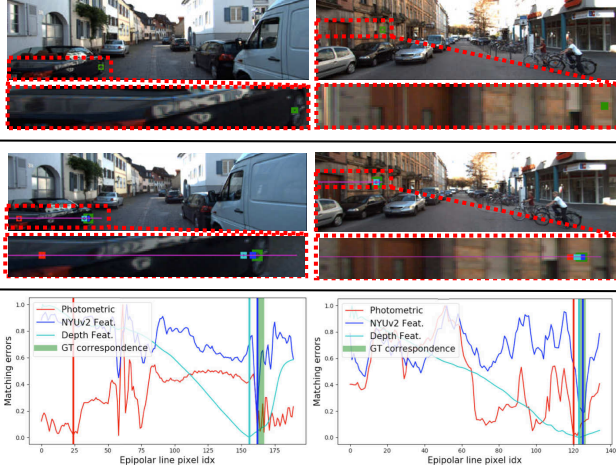 1.0
0.8
0.6
0.4
0.2
0.0
Matching errors
Photometric
NYUv2 Feat.
Depth Feat.
GT correspondence
0 25 50 75 100 125 150 175
Epipolar line pixel idx
1.0
0.8
0.6
0.4
0.2
0.0
Matching errors
Photometric
NYUv2 Feat.
Depth Feat.
GT correspondence
0 20 40 60 80 100 120 140
Epipolar line pixel idx